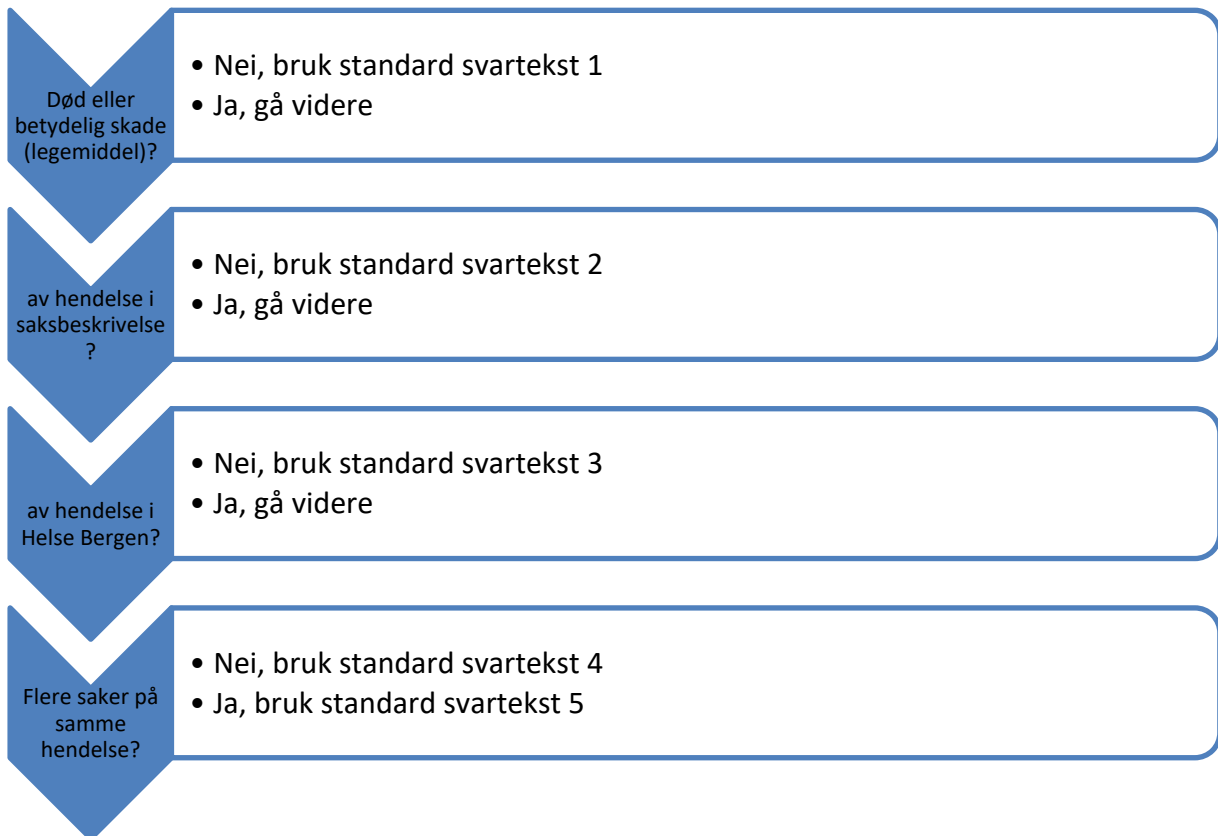 Død eller
betydelig skade
(legemiddel)?
• Nei, bruk standard svartekst 1
• Ja, gå videre
av hendelse i
saksbeskrivelse
?
• Nei, bruk standard svartekst 2
• Ja, gå videre
av hendelse i
Helse Bergen?
• Nei, bruk standard svartekst 3
• Ja, gå videre
Flere saker på
samme
hendelse?
• Nei, bruk standard svartekst 4
• Ja, bruk standard svartekst 5